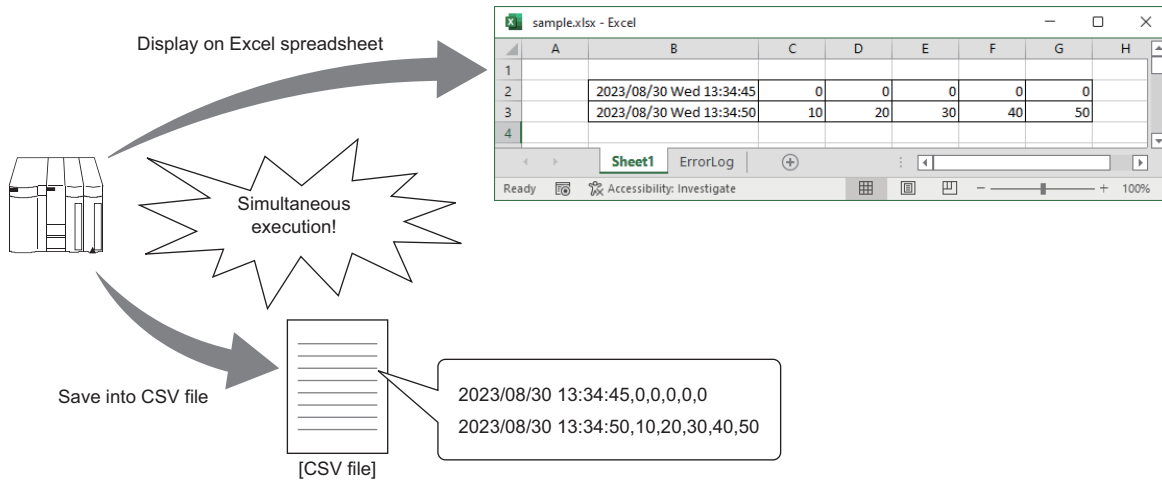 Display on Excel spreadsheet
sample.xlsx - Excel
A B C D E F G H
1
2 2023/08/30 Wed 13:34:45 0 0 0 0 0
3 2023/08/30 Wed 13:34:50 10 20 30 40 50
4
Sheet1 ErrorLog
Ready Accessibility: Investigate 100%
Simultaneous
execution!
Save into CSV file
2023/08/30 13:34:45,0,0,0,0,0
2023/08/30 13:34:50,10,20,30,40,50
[CSV file]